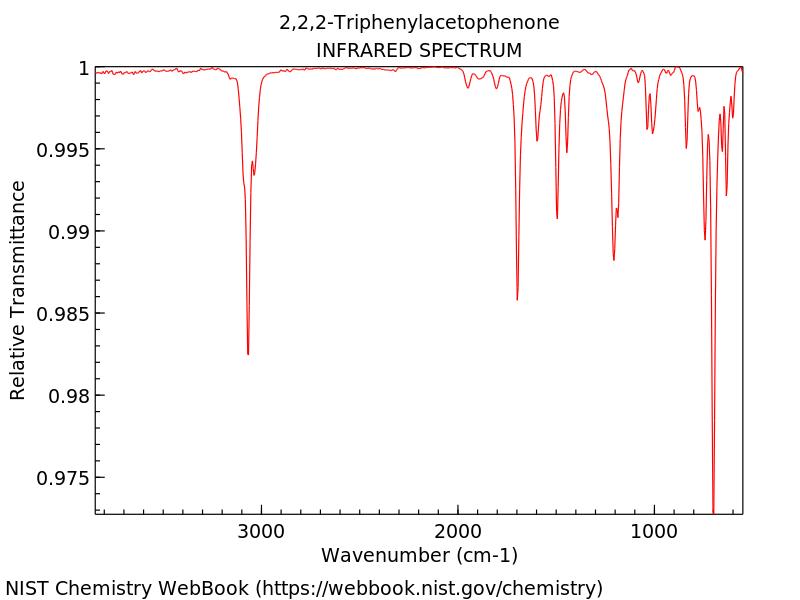 2,2,2-Triphenylacetophenone
INFRARED SPECTRUM
1
0.995
0.99
0.985
0.98
0.975
Relative Transmittance
3000 2000 1000
Wavenumber (cm-1)
NIST Chemistry WebBook (https://webbook.nist.gov/chemistry)